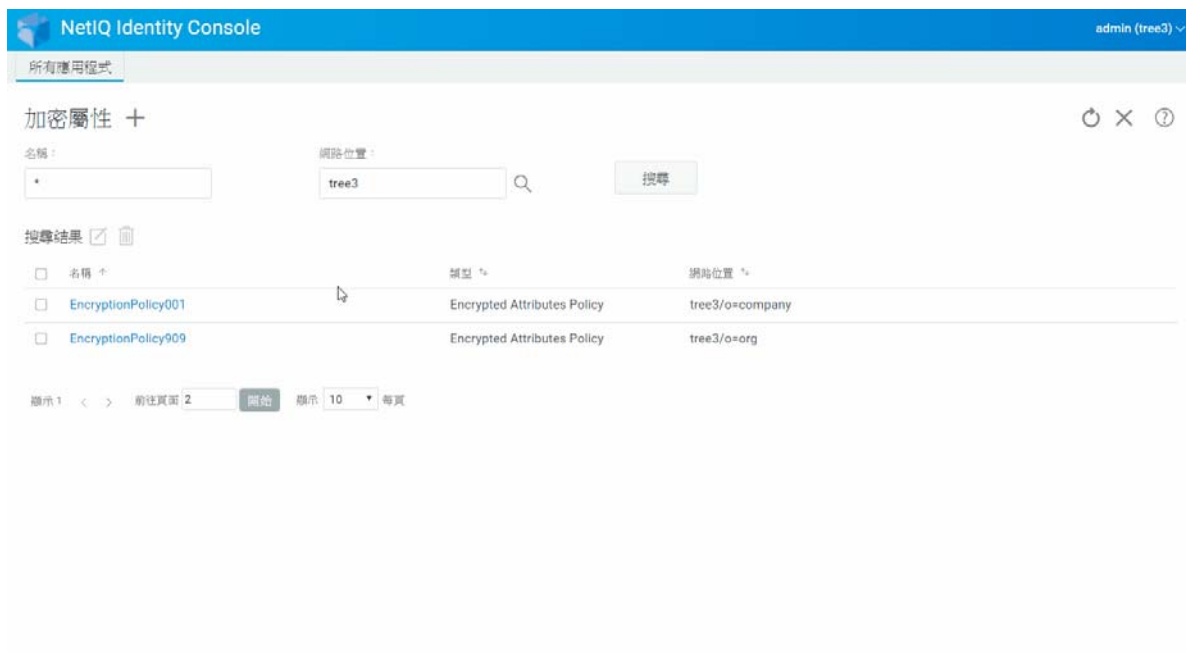 NetIQ Identity Console
admin (tree3)
所有應用程式
加密屬性
名稱： 網路位置：
* tree3 搜尋
搜尋結果
名稱 類型 網路位置
EncryptionPolicy001 Encrypted Attributes Policy tree3/o=company
EncryptionPolicy909 Encrypted Attributes Policy tree3/o=org
顯示 1 < > 前往頁面 2 開始 顯示 10 每頁